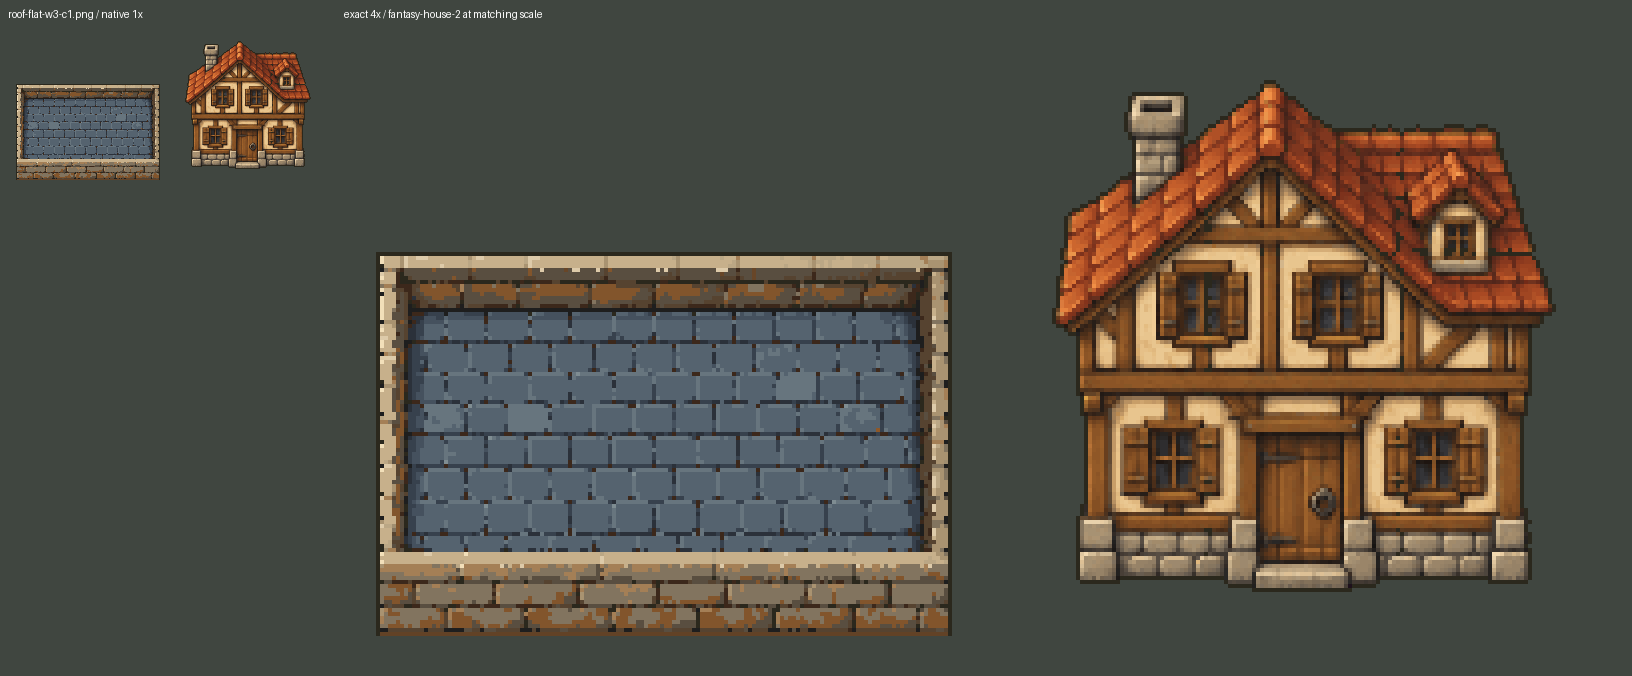 roof-flat-w3-c1.png / native 1x
exact 4x / fantasy-house-2 at matching scale